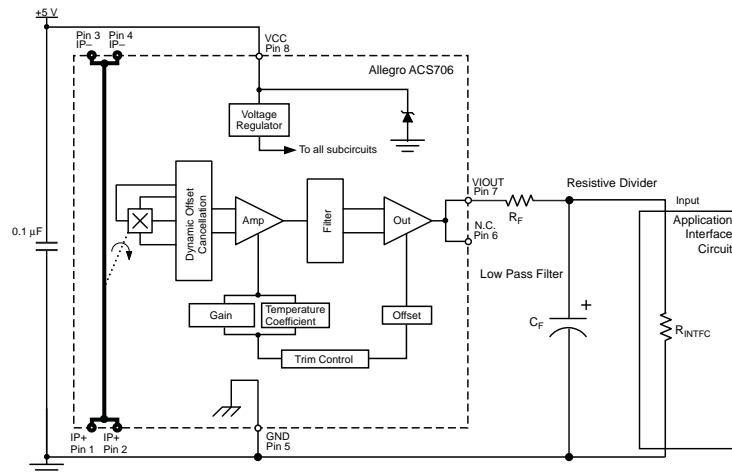 +5 V
Pin 3 Pin 4
IP– IP–
VCC
Pin 8
Allegro ACS706
Voltage
Regulator
To all subcircuits
0.1 µF
Dynamic Offset
Cancellation
Amp
Filter
Out
VIOUT
Pin 7
N.C.
Pin 6
RF
Resistive Divider
Input
Application
Interface
Circuit
Low Pass Filter
Gain
Temperature
Coefficient
Offset
Trim Control
+
CF
RINTFC
IP+ IP+
Pin 1 Pin 2
GND
Pin 5